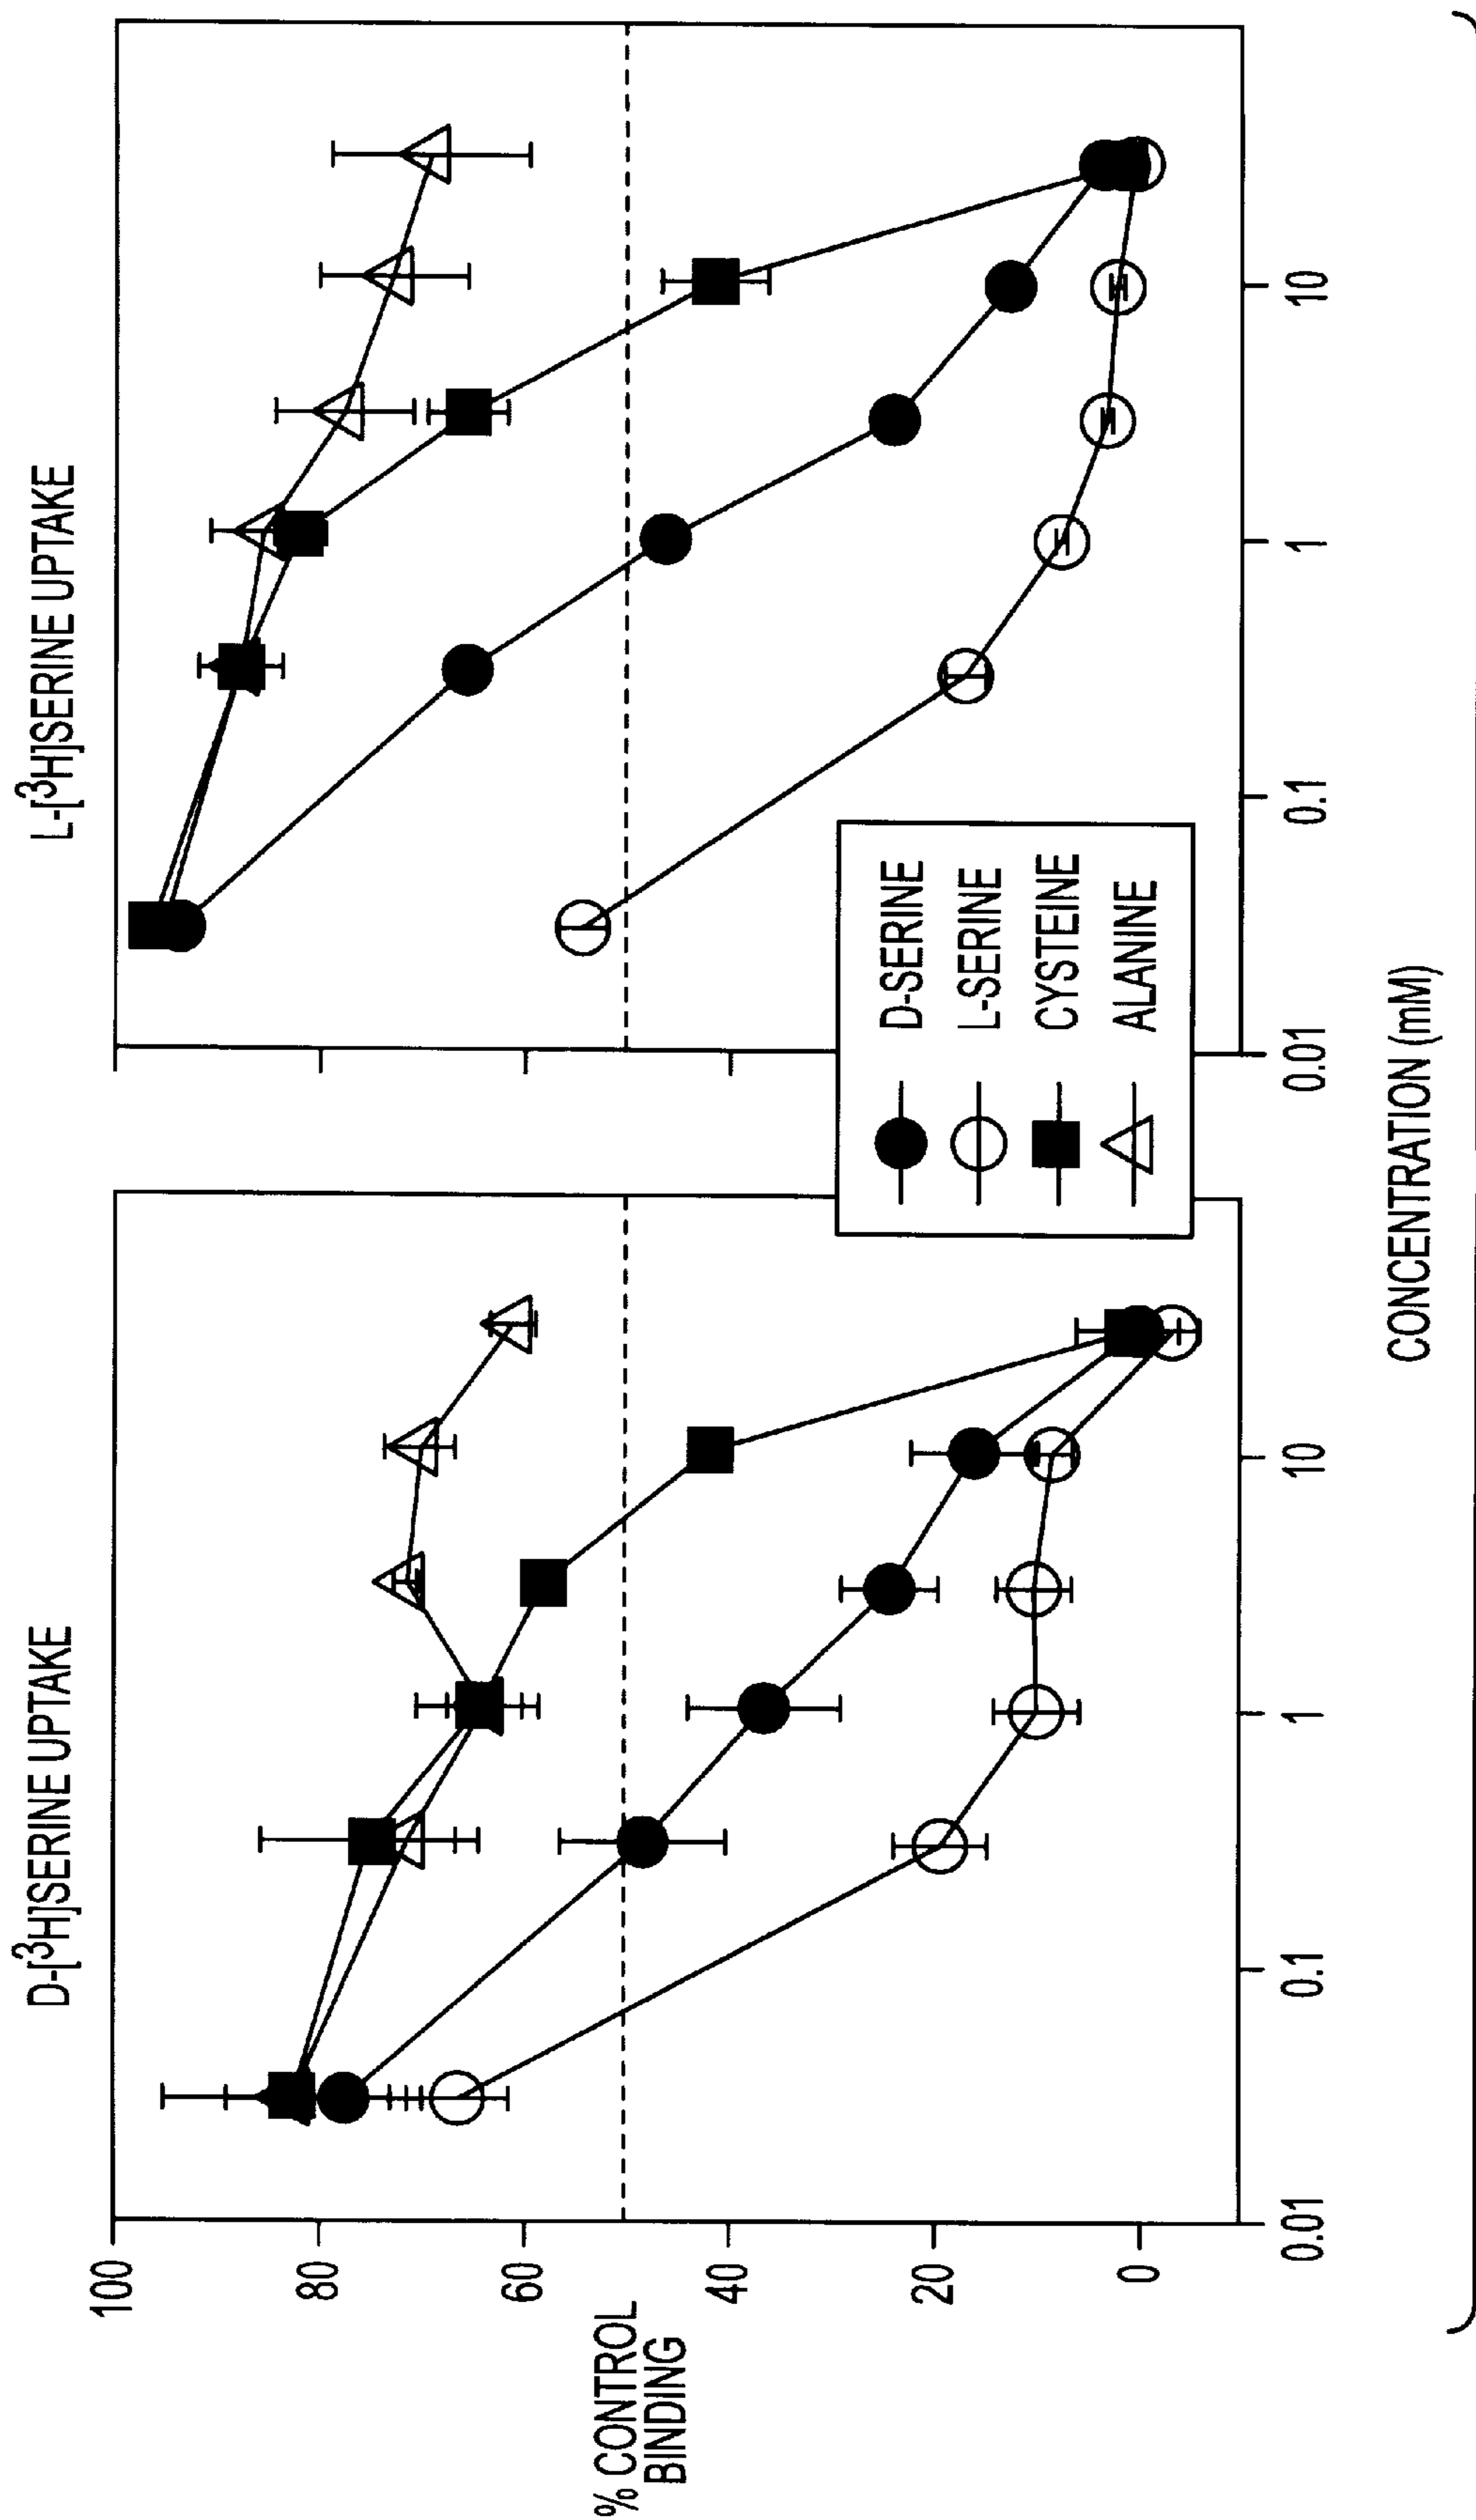 D-[³H]SERINE UPTAKE
L-[³H]SERINE UPTAKE
% CONTROL
BINDING
100
80
60
40
20
0
0.01
0.1
1
10
0.01
0.1
1
10
D-SERINE
L-SERINE
CYSTEINE
ALANINE
CONCENTRATION (mM)